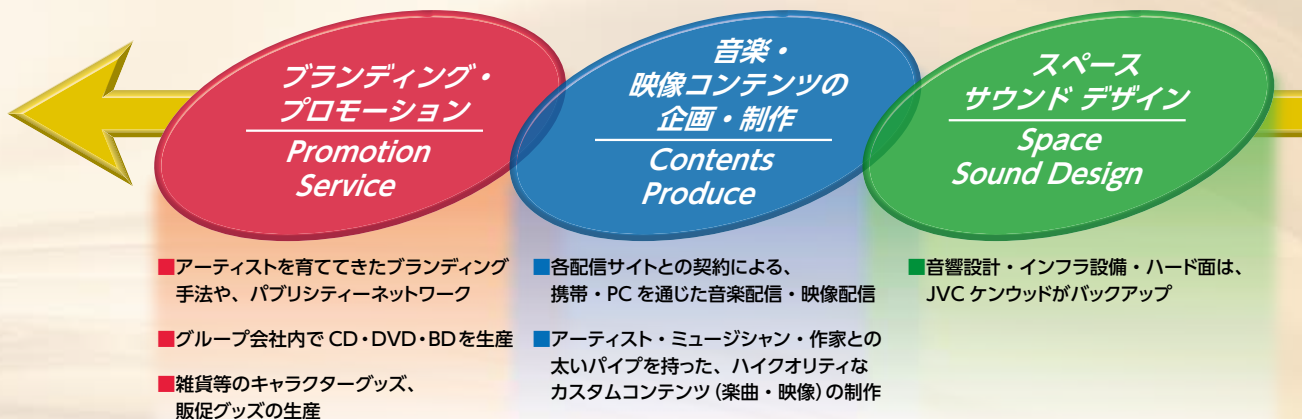 ブランディング・
プロモーション
Promotion
Service
■アーティストを育ててきたブランディング
手法や、パブリシティーネットワーク
■グループ会社内で CD・DVD・BDを生産
■雑貨等のキャラクターグッズ、
販促グッズの生産
音楽・
映像コンテンツの
企画・制作
Contents
Produce
■各配信サイトとの契約による、
携帯・PC を通じた音楽配信・映像配信
■アーティスト・ミュージシャン・作家との
太いパイプを持った、ハイクオリティな
カスタムコンテンツ（楽曲・映像）の制作
スペース
サウンド デザイン
Space
Sound Design
■音響設計・インフラ設備・ハード面は、
JVC ケンウッドがバックアップ